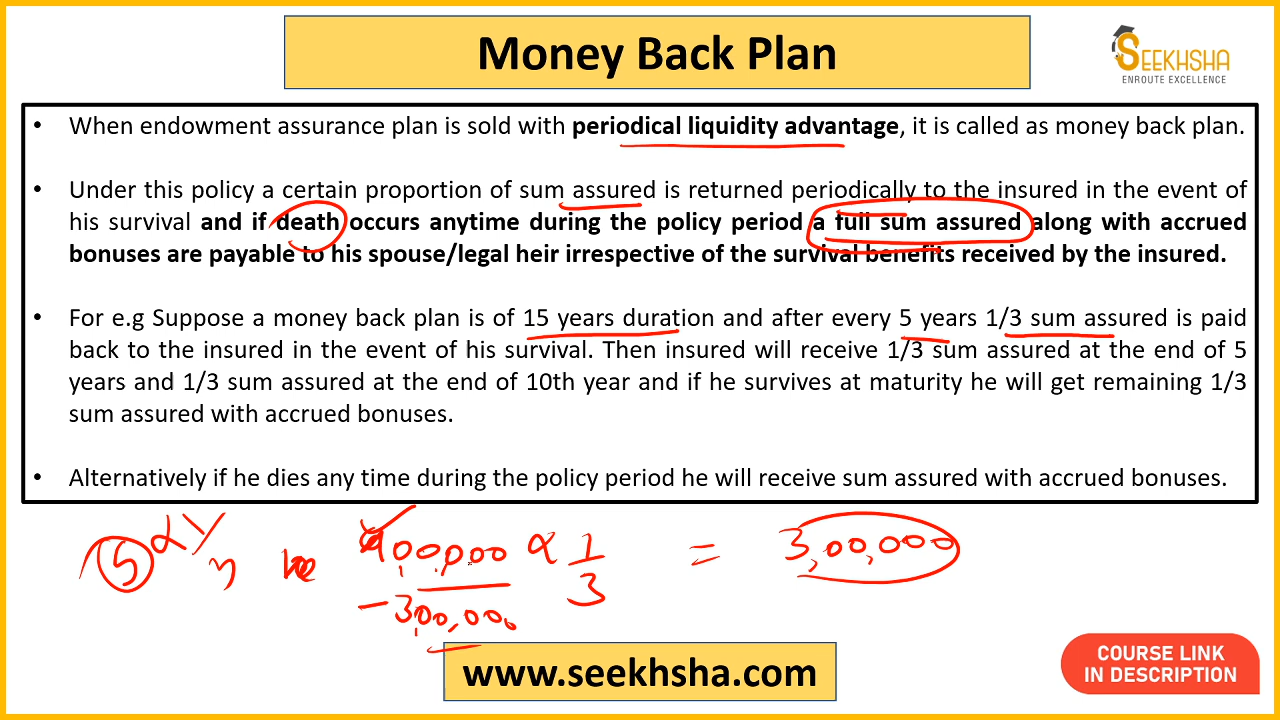 Money Back Plan
SEEKHSHA
ENROUTE EXCELLENCE
• When endowment assurance plan is sold with periodical liquidity advantage, it is called as money back plan.
• Under this policy a certain proportion of sum assured is returned periodically to the insured in the event of
his survival and if death occurs anytime during the policy period a full sum assured along with accrued
bonuses are payable to his spouse/legal heir irrespective of the survival benefits received by the insured.
• For e.g Suppose a money back plan is of 15 years duration and after every 5 years 1/3 sum assured is paid
back to the insured in the event of his survival. Then insured will receive 1/3 sum assured at the end of 5
years and 1/3 sum assured at the end of 10th year and if he survives at maturity he will get remaining 1/3
sum assured with accrued bonuses.
• Alternatively if he dies any time during the policy period he will receive sum assured with accrued bonuses.
5 1/3 = 3,00,000
-3,00,000
www.seekhsha.com
COURSE LINK
IN DESCRIPTION